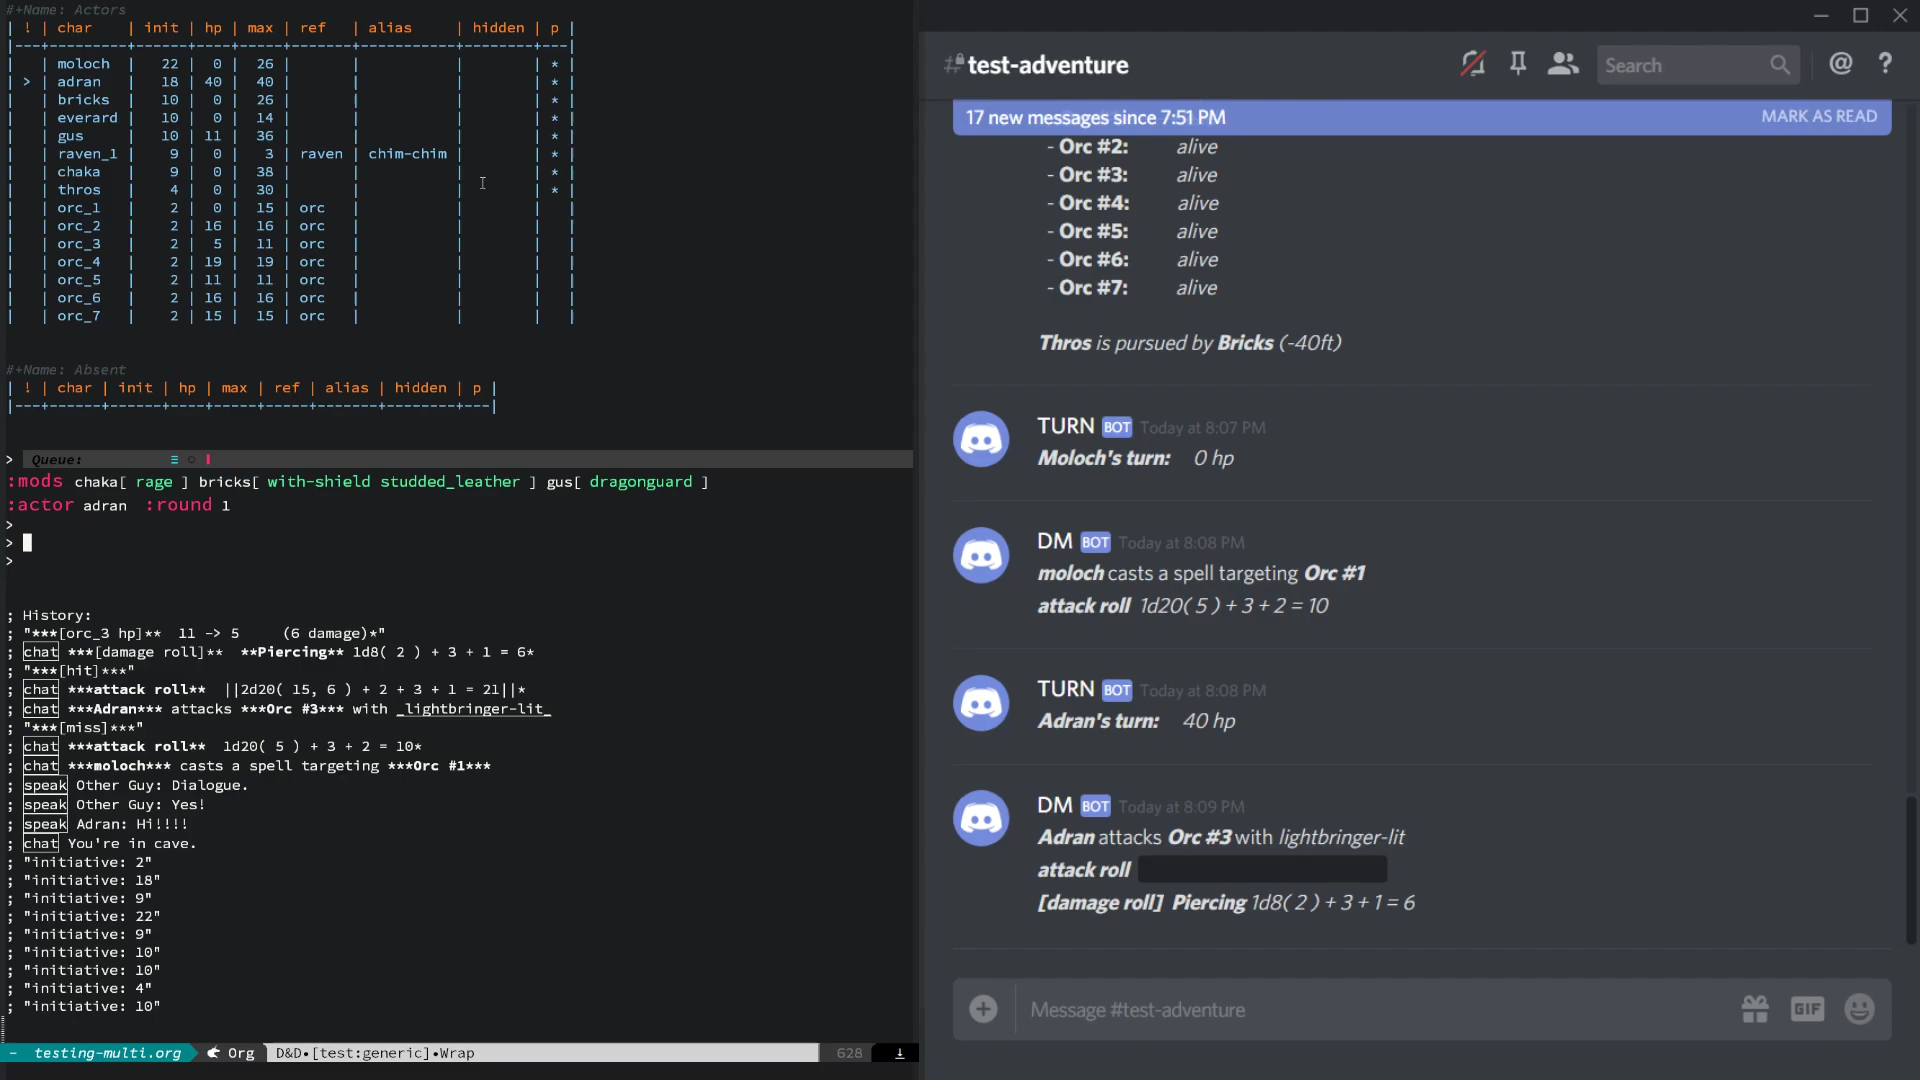 #+Name: Actors
| ! | char | init | hp | max | ref | alias | hidden | p |
|---+---------+------+----+-----+-------+-----------+--------+---|
| | moloch | 22 | 0 | 26 | | | | * |
| > | adran | 18 | 40 | 40 | | | | * |
| | bricks | 10 | 0 | 26 | | | | * |
| | everard | 10 | 0 | 14 | | | | * |
| | gus | 10 | 11 | 36 | | | | * |
| | raven_1 | 9 | 0 | 3 | raven | chim-chim | | * |
| | chaka | 9 | 0 | 38 | | | | * |
| | thros | 4 | 0 | 30 | | | | * |
| | orc_1 | 2 | 0 | 15 | orc | | | |
| | orc_2 | 2 | 16 | 16 | orc | | | |
| | orc_3 | 2 | 5 | 11 | orc | | | |
| | orc_4 | 2 | 19 | 19 | orc | | | |
| | orc_5 | 2 | 11 | 11 | orc | | | |
| | orc_6 | 2 | 16 | 16 | orc | | | |
| | orc_7 | 2 | 15 | 15 | orc | | | |
#+Name: Absent
| ! | char | init | hp | max | ref | alias | hidden | p |
|---+------+------+----+-----+-----+-------+--------+---|
> Queue:
:mods chaka[ rage ] bricks[ with-shield studded_leather ] gus[ dragonguard ]
:actor adran :round 1
>
>
>
; History:
; "***[orc_3 hp]** 11 -> 5 (6 damage)*"
; chat ***[damage roll]** **Piercing** 1d8( 2 ) + 3 + 1 = 6*
; "***[hit]***"
; chat ***attack roll** ||2d20( 15, 6 ) + 2 + 3 + 1 = 21||*
; chat ***Adran*** attacks ***Orc #3*** with _lightbringer-lit_
; "***[miss]***"
; chat ***attack roll** 1d20( 5 ) + 3 + 2 = 10*
; chat ***moloch*** casts a spell targeting ***Orc #1***
; speak Other Guy: Dialogue.
; speak Other Guy: Yes!
; speak Adran: Hi!!!!
; chat You're in cave.
; "initiative: 2"
; "initiative: 18"
; "initiative: 9"
; "initiative: 22"
; "initiative: 9"
; "initiative: 10"
; "initiative: 10"
; "initiative: 4"
; "initiative: 10"
- testing-multi.org Org D&D•[test:generic]•Wrap 628
#test-adventure
Search
@ ?
17 new messages since 7:51 PM MARK AS READ
- Orc #2: alive
- Orc #3: alive
- Orc #4: alive
- Orc #5: alive
- Orc #6: alive
- Orc #7: alive
Thros is pursued by Bricks (-40ft)
TURN BOT Today at 8:07 PM
Moloch's turn: 0 hp
DM BOT Today at 8:08 PM
moloch casts a spell targeting Orc #1
attack roll 1d20( 5 ) + 3 + 2 = 10
TURN BOT Today at 8:08 PM
Adran's turn: 40 hp
DM BOT Today at 8:09 PM
Adran attacks Orc #3 with lightbringer-lit
attack roll
[damage roll] Piercing 1d8( 2 ) + 3 + 1 = 6
Message #test-adventure
GIF